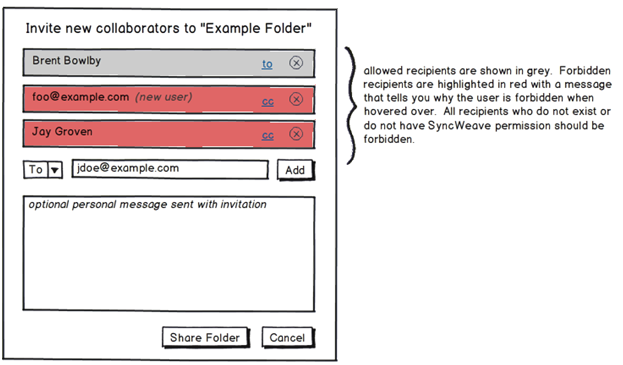 Invite new collaborators to "Example Folder"
Brent Bowlby to
foo@example.com (new user) cc
Jay Groven cc
To jdoe@example.com Add
optional personal message sent with invitation
Share Folder Cancel
allowed recipients are shown in grey. Forbidden
recipients are highlighted in red with a message
that tells you why the user is forbidden when
hovered over. All recipients who do not exist or
do not have SyncWeave permission should be
forbidden.